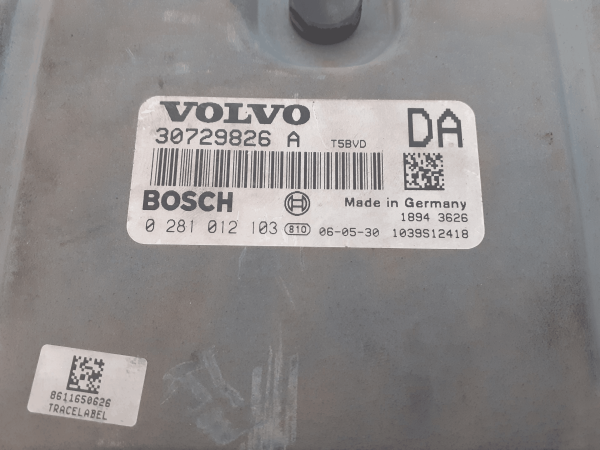 VOLVO
30729826 A T5BVD DA
BOSCH Made in Germany
1894 3626
0 281 012 103 810 06-05-30 1039S12418
8611650626
TRACELABEL